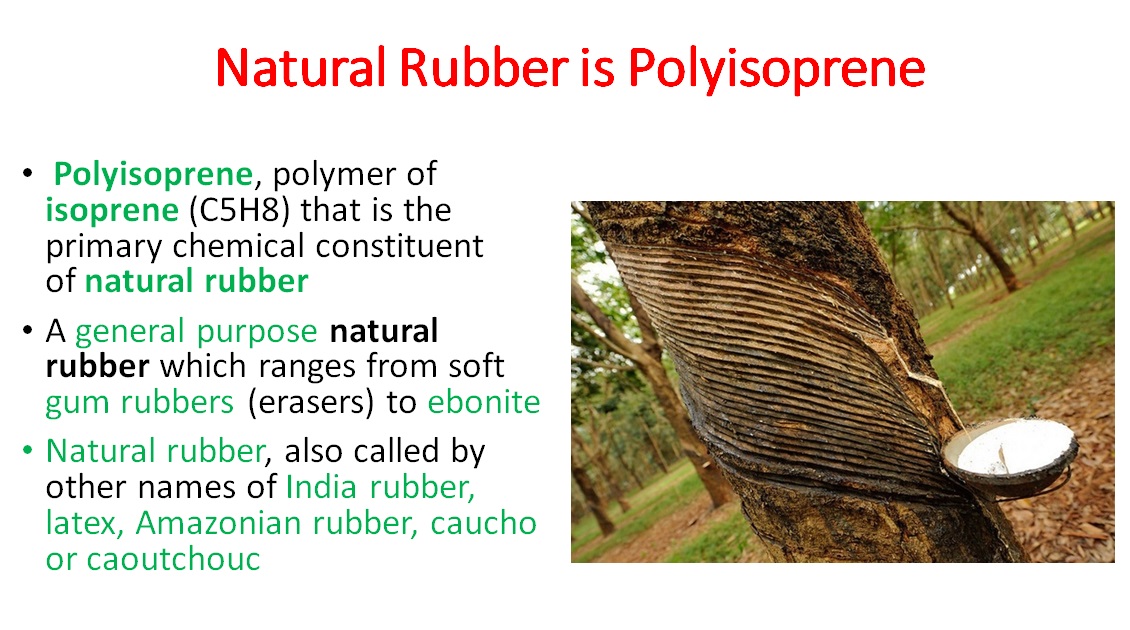 Natural Rubber is Polyisoprene
• Polyisoprene, polymer of
isoprene (C5H8) that is the
primary chemical constituent
of natural rubber
• A general purpose natural
rubber which ranges from soft
gum rubbers (erasers) to ebonite
• Natural rubber, also called by
other names of India rubber,
latex, Amazonian rubber, caucho
or caoutchouc